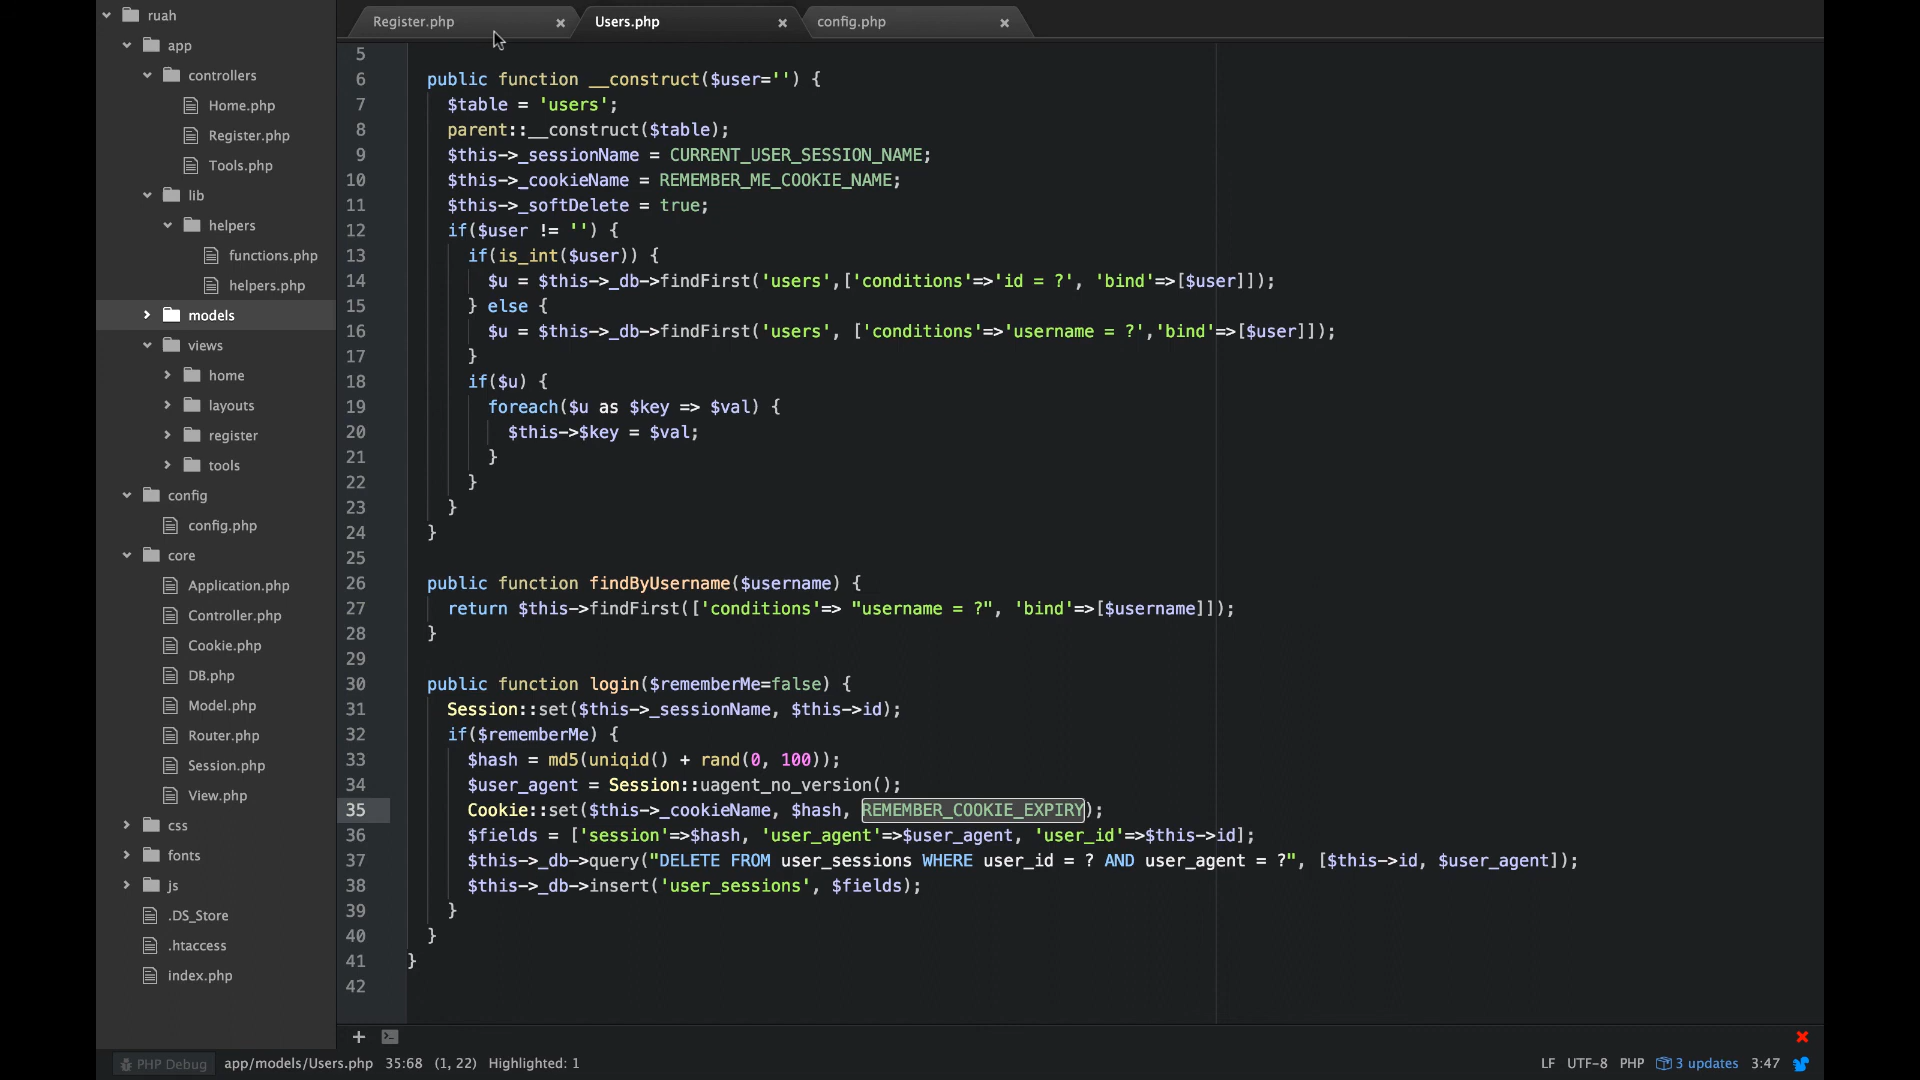 ruah
app
controllers
Home.php
Register.php
Tools.php
lib
helpers
functions.php
helpers.php
models
views
home
layouts
register
tools
config
config.php
core
Application.php
Controller.php
Cookie.php
DB.php
Model.php
Router.php
Session.php
View.php
css
fonts
js
.DS_Store
.htaccess
index.php
Register.php × Users.php × config.php ×
5
6 public function __construct($user='') {
7 $table = 'users';
8 parent::__construct($table);
9 $this->_sessionName = CURRENT_USER_SESSION_NAME;
10 $this->_cookieName = REMEMBER_ME_COOKIE_NAME;
11 $this->_softDelete = true;
12 if($user != '') {
13 if(is_int($user)) {
14 $u = $this->_db->findFirst('users',['conditions'=>'id = ?', 'bind'=>[$user]]);
15 } else {
16 $u = $this->_db->findFirst('users', ['conditions'=>'username = ?','bind'=>[$user]]);
17 }
18 if($u) {
19 foreach($u as $key => $val) {
20 $this->$key = $val;
21 }
22 }
23 }
24 }
25
26 public function findByUsername($username) {
27 return $this->findFirst(['conditions'=> "username = ?", 'bind'=>[$username]]);
28 }
29
30 public function login($rememberMe=false) {
31 Session::set($this->_sessionName, $this->id);
32 if($rememberMe) {
33 $hash = md5(uniqid() + rand(0, 100));
34 $user_agent = Session::uagent_no_version();
35 Cookie::set($this->_cookieName, $hash, REMEMBER_COOKIE_EXPIRY);
36 $fields = ['session'=>$hash, 'user_agent'=>$user_agent, 'user_id'=>$this->id];
37 $this->_db->query("DELETE FROM user_sessions WHERE user_id = ? AND user_agent = ?", [$this->id, $user_agent]);
38 $this->_db->insert('user_sessions', $fields);
39 }
40 }
41 }
42
PHP Debug app/models/Users.php 35:68 (1, 22) Highlighted: 1 LF UTF-8 PHP 3 updates 3:47